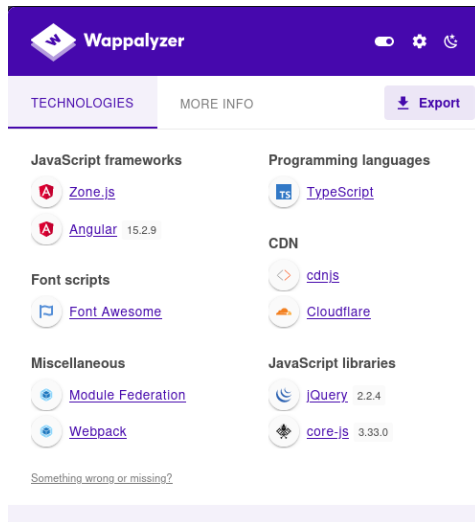 Wappalyzer
TECHNOLOGIES
MORE INFO
Export
JavaScript frameworks
Zone.js
Angular 15.2.9
Font scripts
Font Awesome
Miscellaneous
Module Federation
Webpack
Something wrong or missing?
Programming languages
TS
TypeScript
CDN
cdnjs
Cloudflare
JavaScript libraries
jQuery 2.2.4
core-js 3.33.0